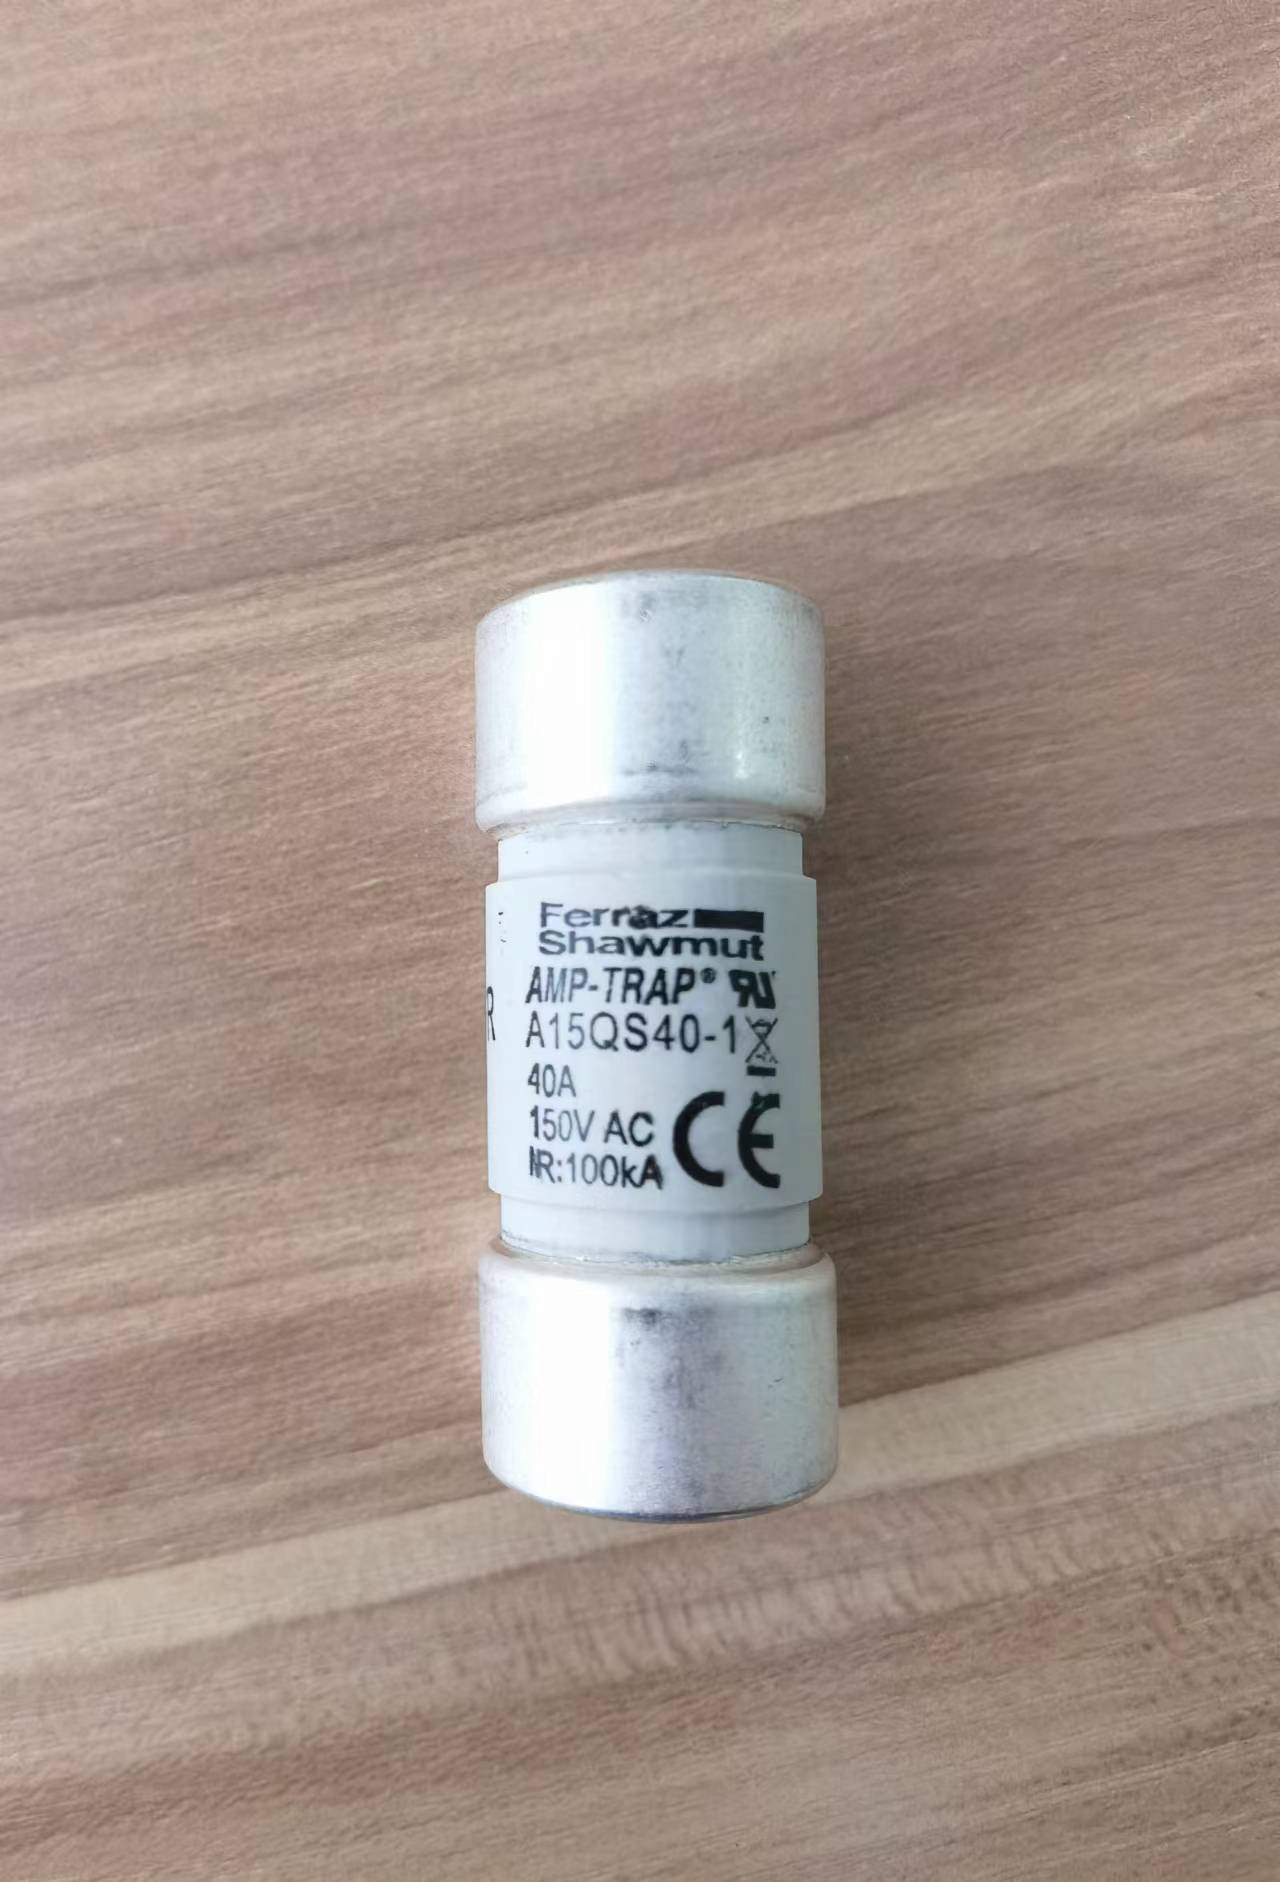 Ferraz
Shawmut
AMP-TRAP®
A15QS40-1
40A
150V AC
IR:100kA
CE
R